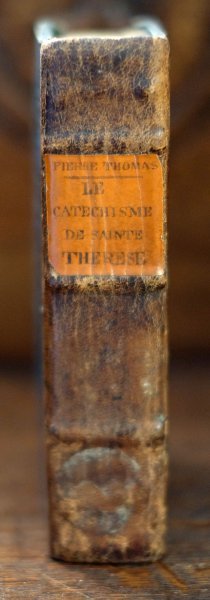 PIERRE THOMAS
LE
CATECHISME
DE SAINTE
THERESE